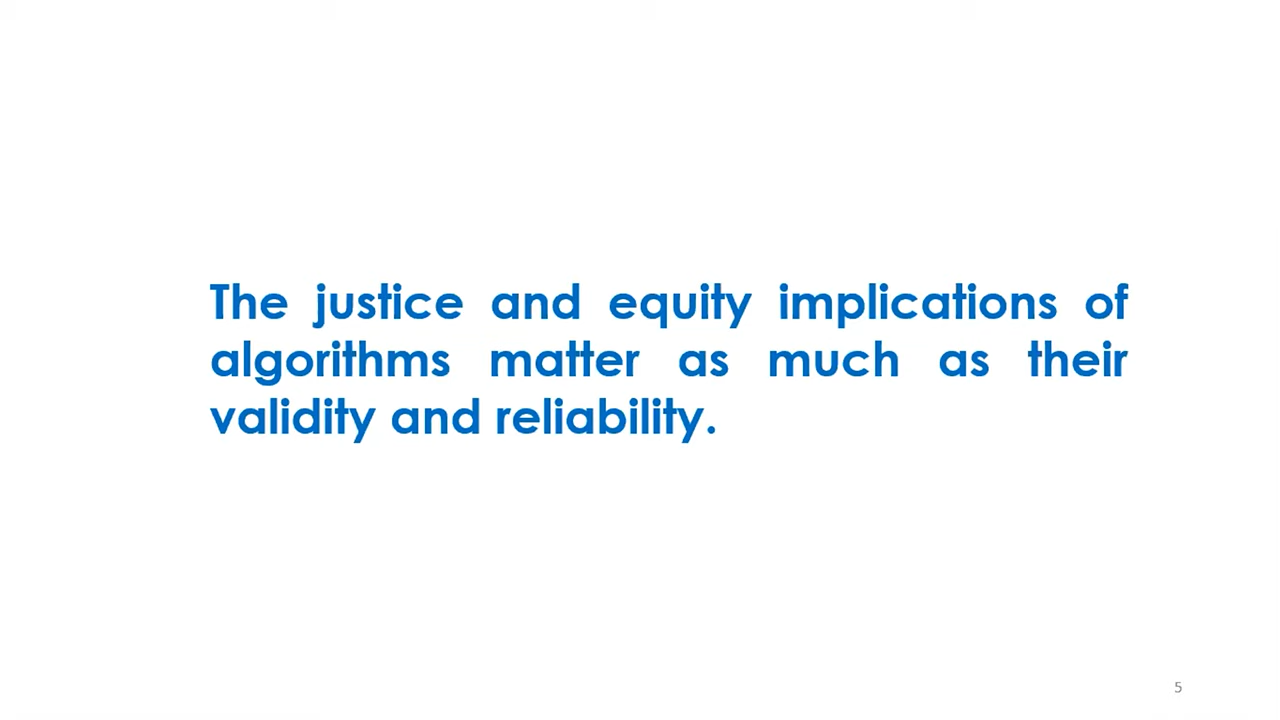 The justice and equity implications of
algorithms matter as much as their
validity and reliability.
5